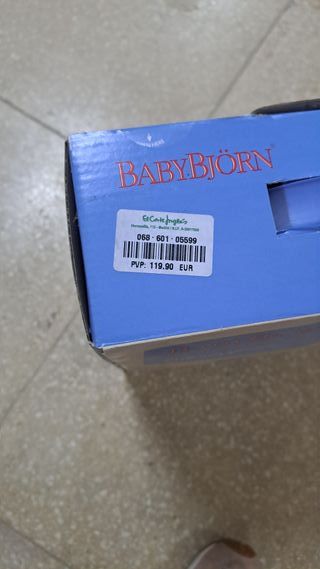 BABYBJÖRN
El Corte Inglés
068-601-05599
PVP: 119.90 EUR